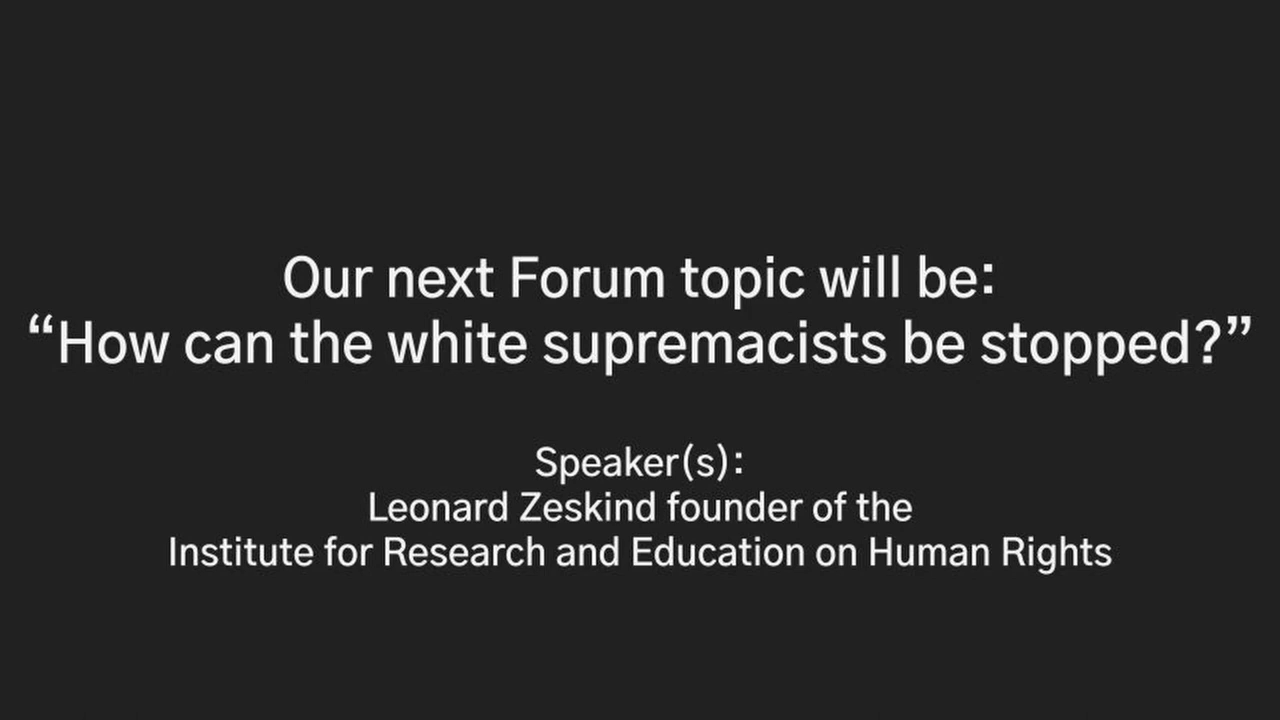 Our next Forum topic will be:
“How can the white supremacists be stopped?”
Speaker(s):
Leonard Zeskind founder of the
Institute for Research and Education on Human Rights